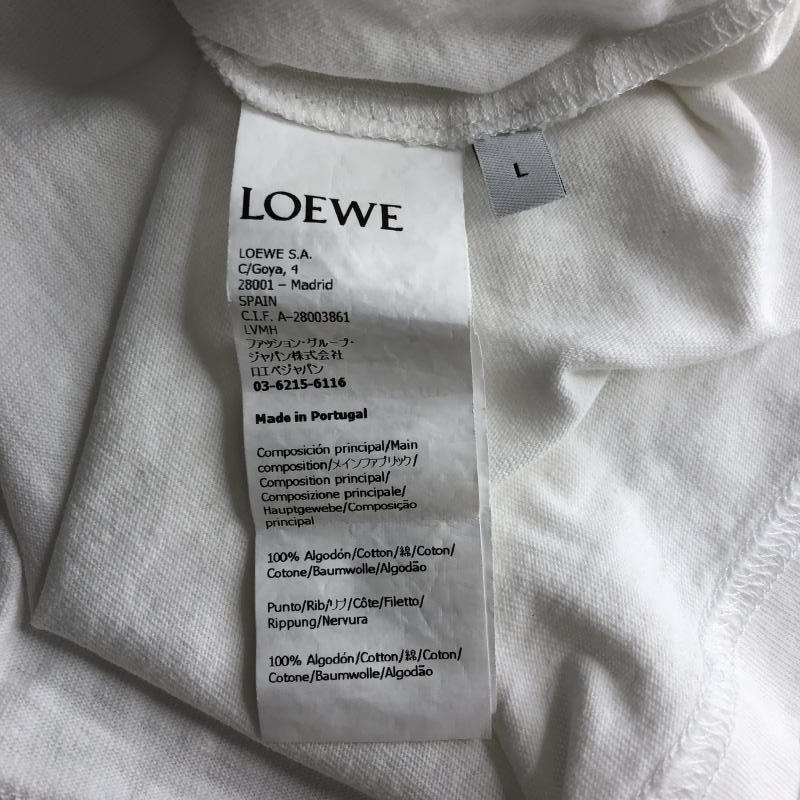 L
LOEWE
LOEWE S.A.
C/Goya, 4
28001 – Madrid
SPAIN
C.I.F. A-28003861
LVMH
ファッション・グループ・
ジャパン株式会社
ロエベジャパン
03-6215-6116
Made in Portugal
Composición principal/Main
composition/メインファブリック/
Composition principal/
Composizione principale/
Hauptgewebe/Composição
principal
100% Algodón/Cotton/綿/Coton/
Cotone/Baumwolle/Algodão
Punto/Rib/リブ/Côte/Filetto/
Rippung/Nervura
100% Algodón/Cotton/綿/Coton/
Cotone/Baumwolle/Algodão